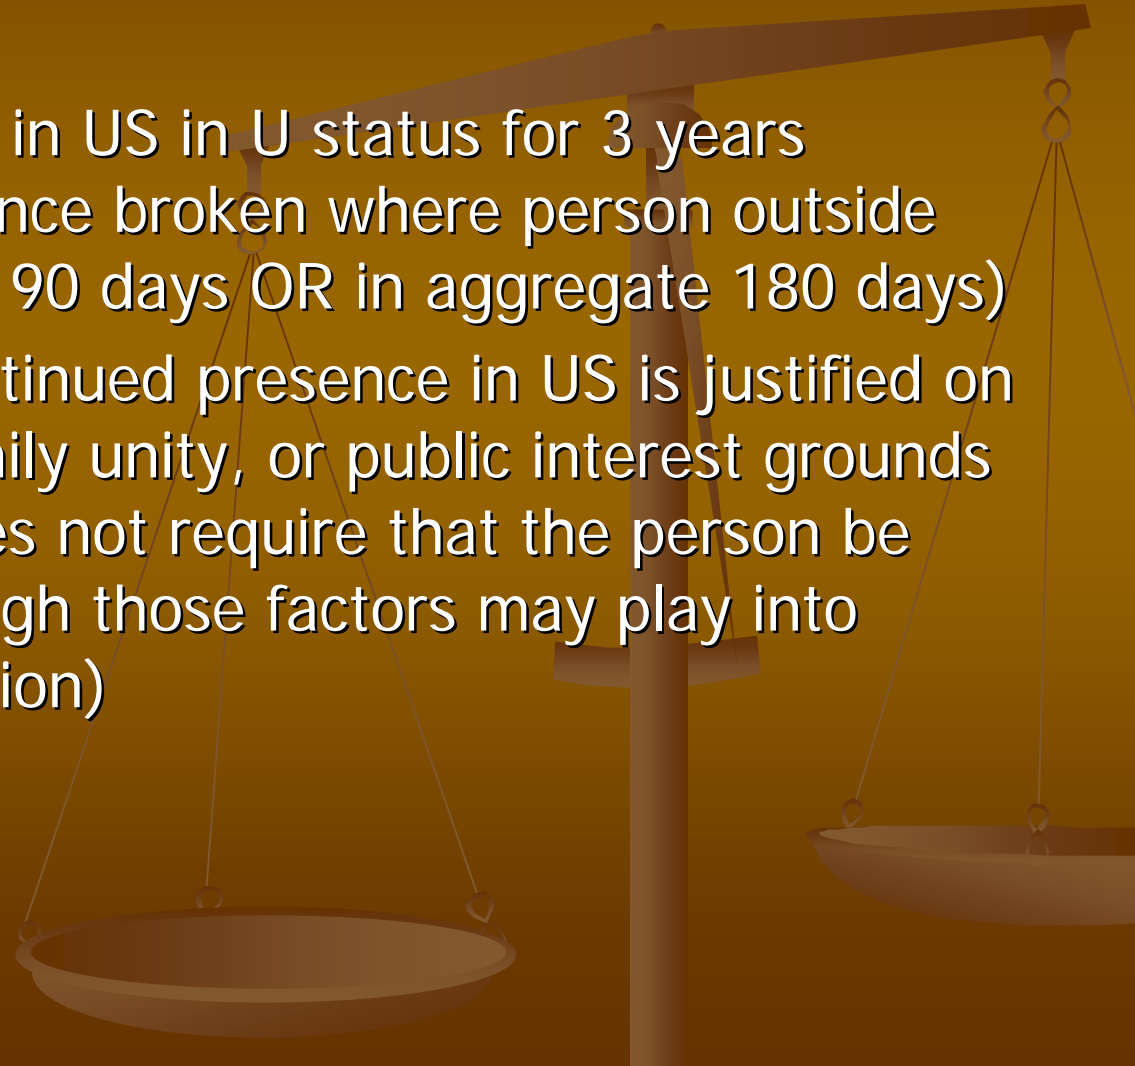 in US in U status for 3 years
nce broken where person outside
90 days OR in aggregate 180 days)
tinued presence in US is justified on
ily unity, or public interest grounds
es not require that the person be
gh those factors may play into
ion)